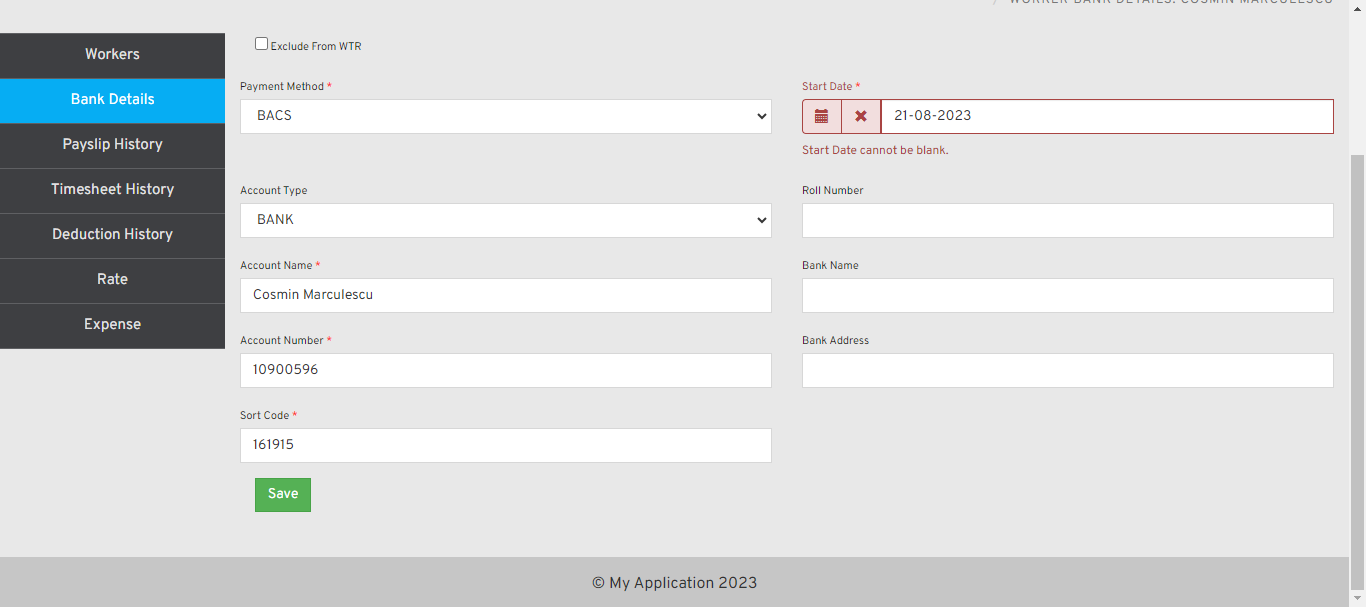 / WORKER BANK DETAILS: COSMIN MARCULESCU
Workers
Bank Details
Payslip History
Timesheet History
Deduction History
Rate
Expense
Exclude From WTR
Payment Method *
BACS
Start Date *
21-08-2023
Start Date cannot be blank.
Account Type
BANK
Roll Number
Account Name *
Cosmin Marculescu
Bank Name
Account Number *
10900596
Bank Address
Sort Code *
161915
Save
© My Application 2023